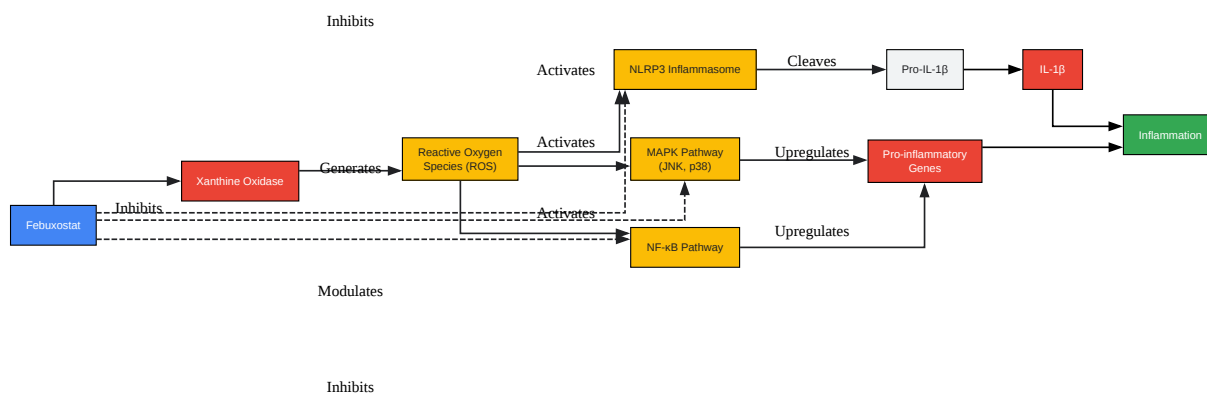 Inhibits
Activates
NLRP3 Inflammasome
Cleaves
Pro-IL-1β
IL-1β
Inflammation
Activates
Reactive Oxygen
Species (ROS)
MAPK Pathway
(JNK, p38)
Upregulates
Pro-inflammatory
Genes
Generates
Xanthine Oxidase
Inhibits
Activates
Febuxostat
NF-κB Pathway
Upregulates
Modulates
Inhibits